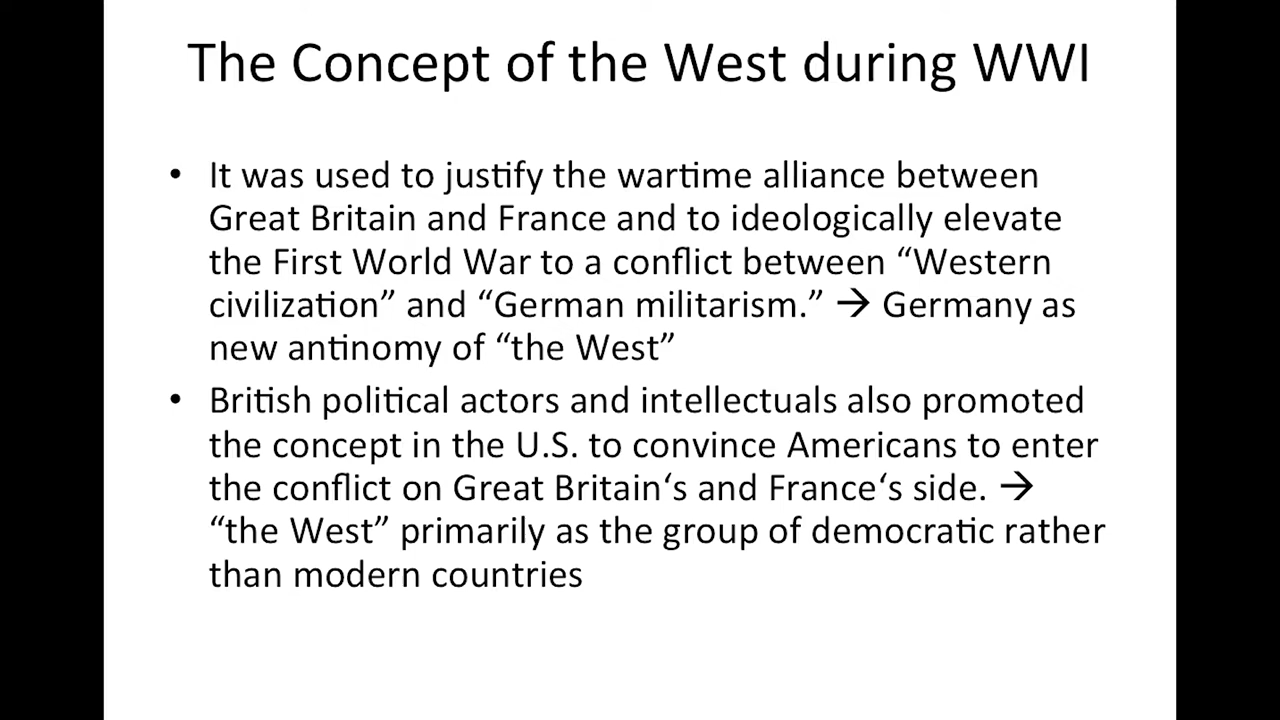 The Concept of the West during WWI
• It was used to justify the wartime alliance between
Great Britain and France and to ideologically elevate
the First World War to a conflict between “Western
civilization” and “German militarism.” → Germany as
new antinomy of “the West”
• British political actors and intellectuals also promoted
the concept in the U.S. to convince Americans to enter
the conflict on Great Britain‘s and France‘s side. →
“the West” primarily as the group of democratic rather
than modern countries